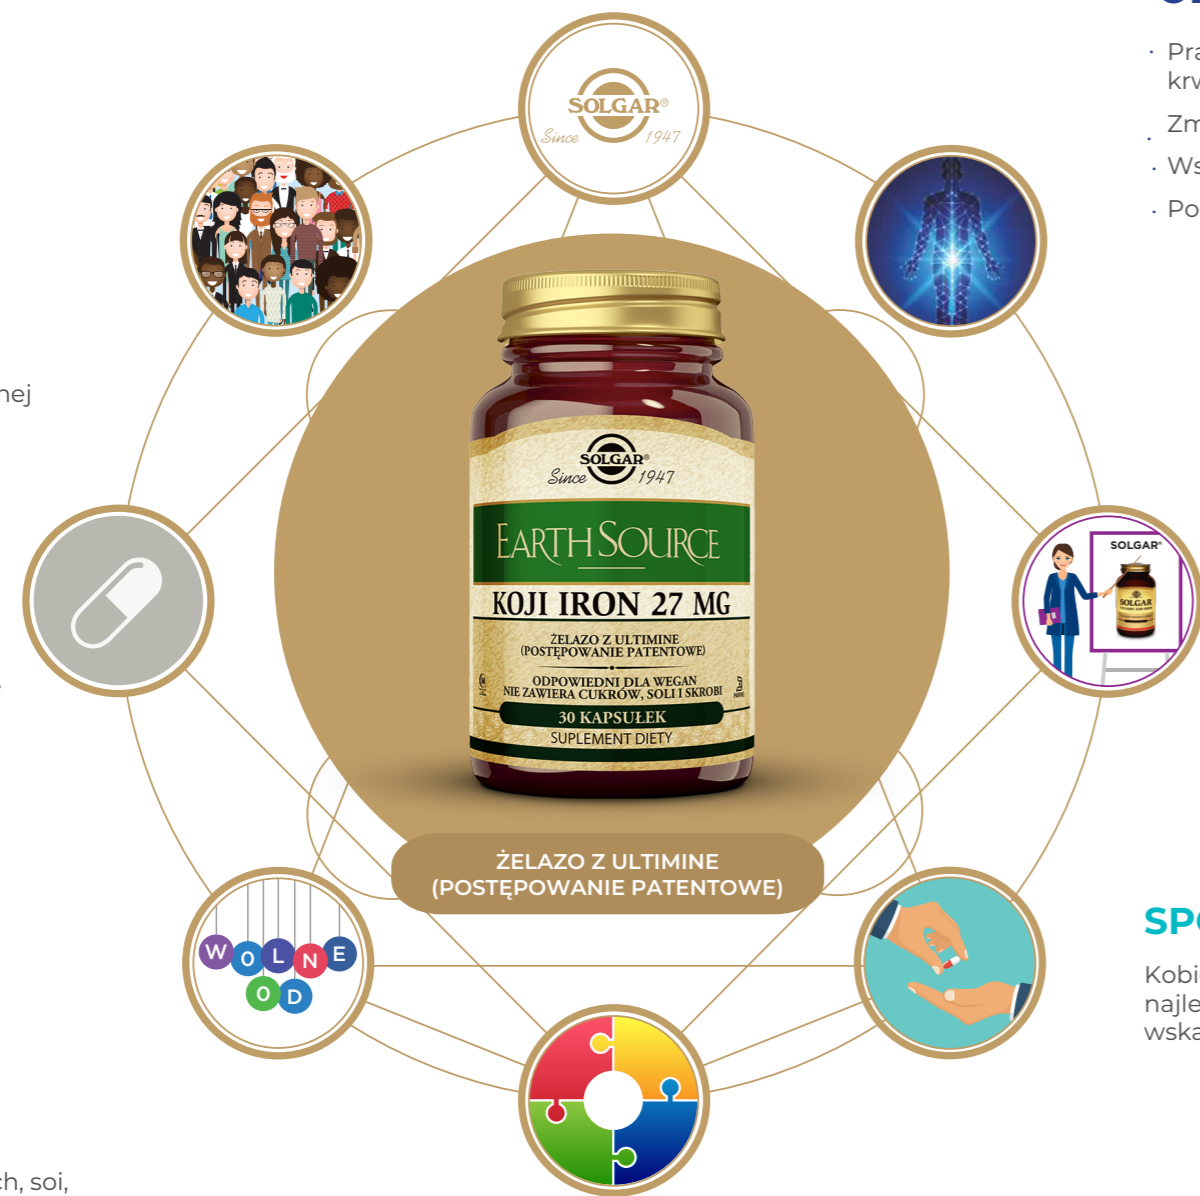 SOLGAR®
Since 1947
nej
SOLGAR®
Since 1947
EARTH SOURCE
KOJI IRON 27 MG
ŻELAZO Z ULTIMINE
(POSTĘPOWANIE PATENTOWE)
ODPOWIEDNI DLA WEGAN
NIE ZAWIERA CUKRÓW, SOLI I SKROBI
30 KAPSUŁEK
SUPLEMENT DIETY
SOLGAR®
SOLGAR
ŻELAZO Z ULTIMINE
(POSTĘPOWANIE PATENTOWE)
WOLNE
OD
SPO
Kobie
najle
wska
ch, soi,
· Pra
krw
· Zm
· Ws
· Po